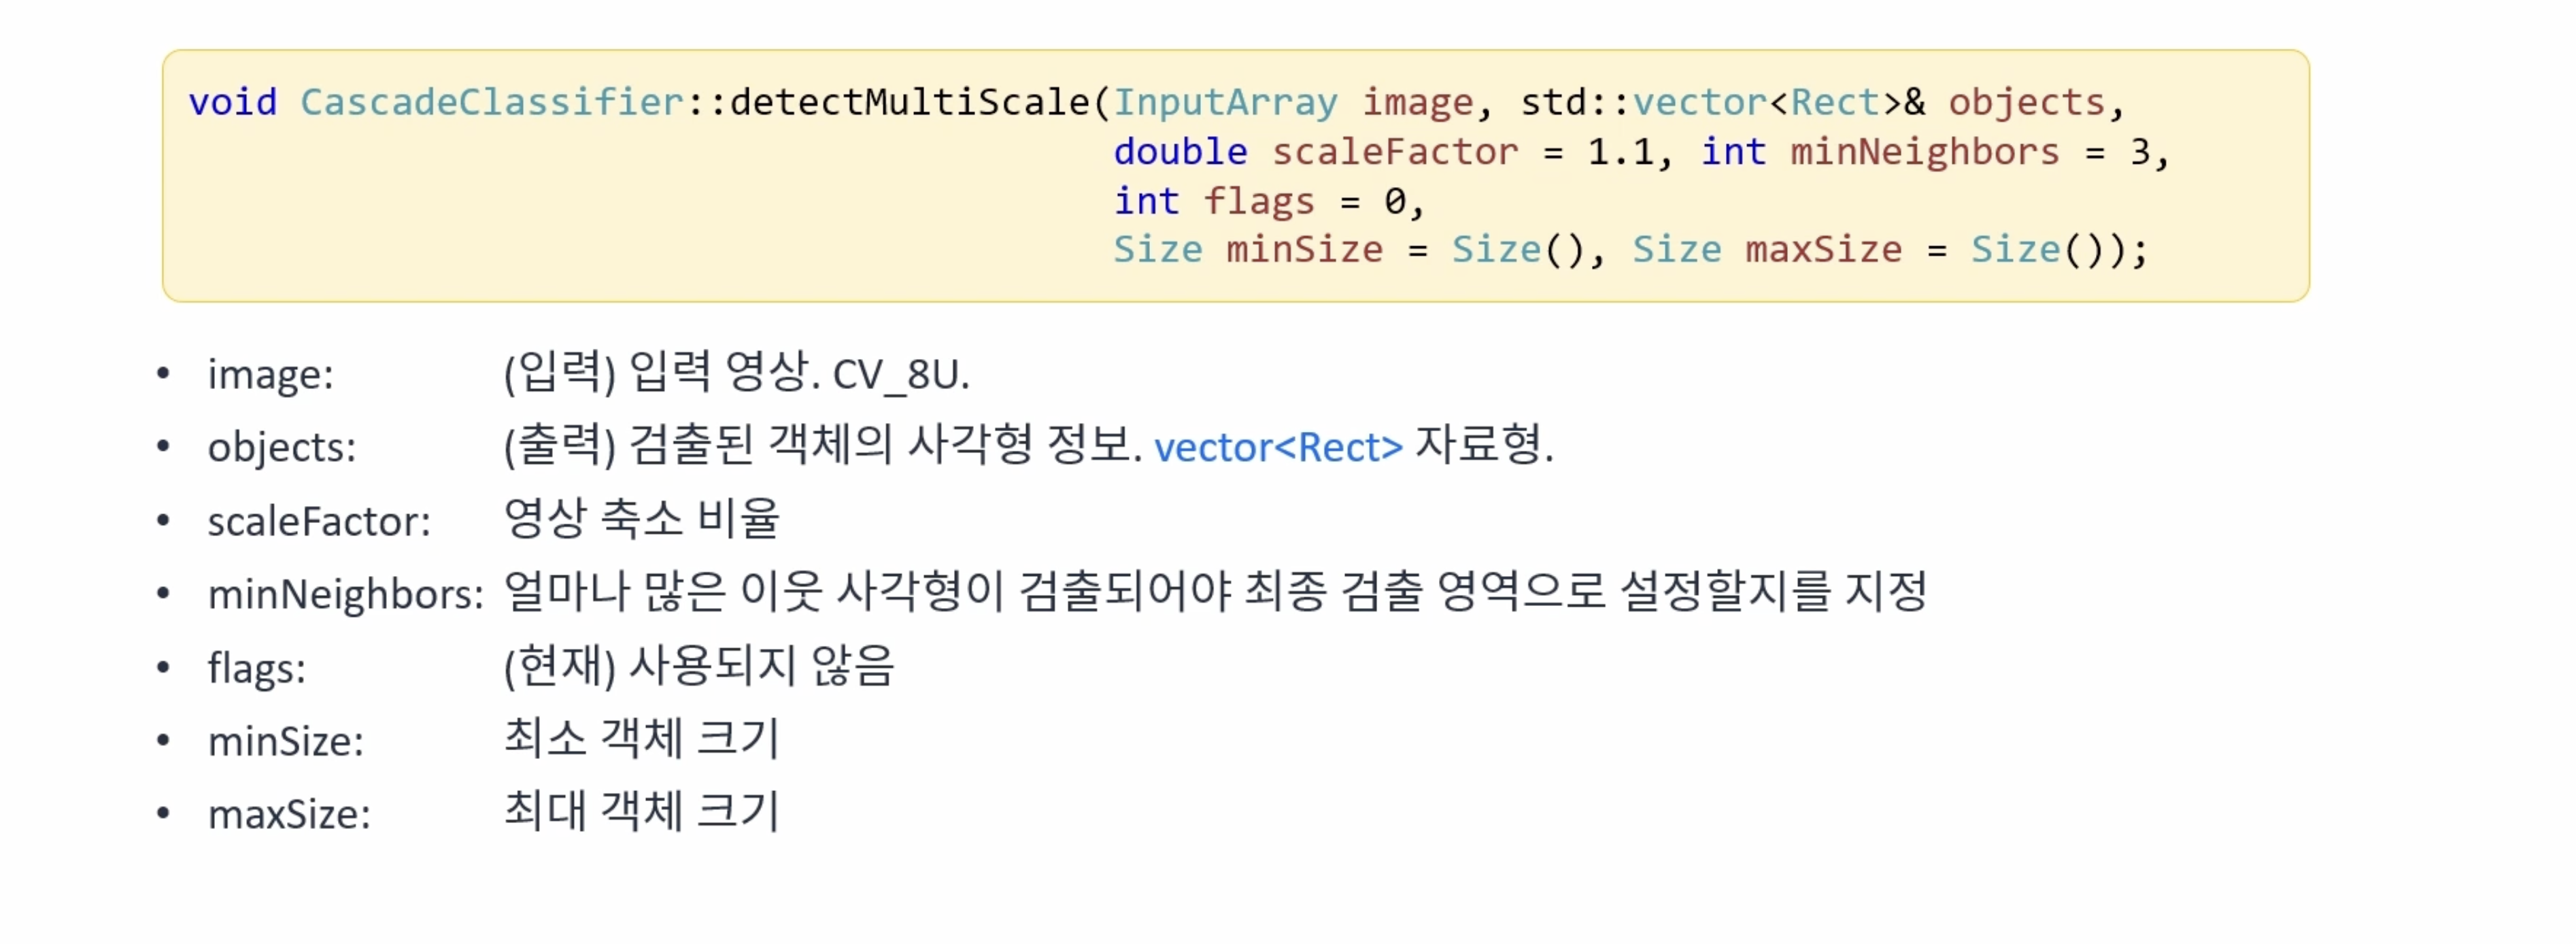 void CascadeClassifier::detectMultiScale(InputArray image, std::vector<Rect>& objects,
double scaleFactor = 1.1, int minNeighbors = 3,
int flags = 0,
Size minSize = Size(), Size maxSize = Size());
• image: (입력) 입력 영상. CV_8U.
• objects: (출력) 검출된 객체의 사각형 정보. vector<Rect> 자료형.
• scaleFactor: 영상 축소 비율
• minNeighbors: 얼마나 많은 이웃 사각형이 검출되어야 최종 검출 영역으로 설정할지를 지정
• flags: (현재) 사용되지 않음
• minSize: 최소 객체 크기
• maxSize: 최대 객체 크기